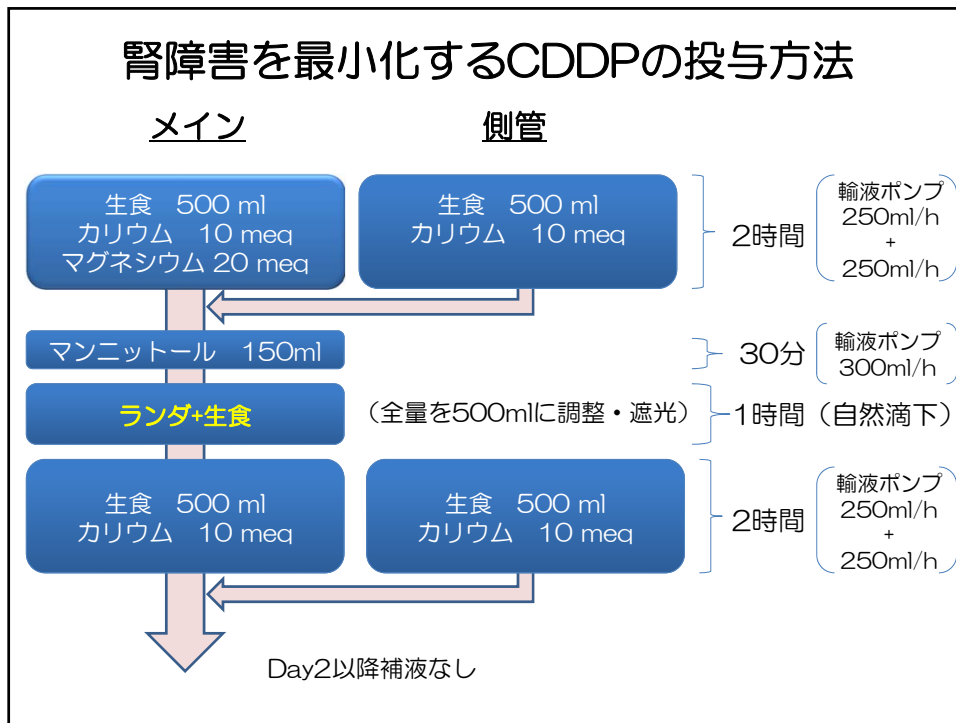 腎障害を最小化するCDDPの投与方法
メイン
側管
生食　500 ml
カリウム　10 meq
マグネシウム 20 meq
生食　500 ml
カリウム　10 meq
2時間
輸液ポンプ
250ml/h
+
250ml/h
マンニットール　150ml
30分
輸液ポンプ
300ml/h
ランダ+生食
（全量を500mlに調整・遮光）
1時間（自然滴下）
生食　500 ml
カリウム　10 meq
生食　500 ml
カリウム　10 meq
2時間
輸液ポンプ
250ml/h
+
250ml/h
Day2以降補液なし